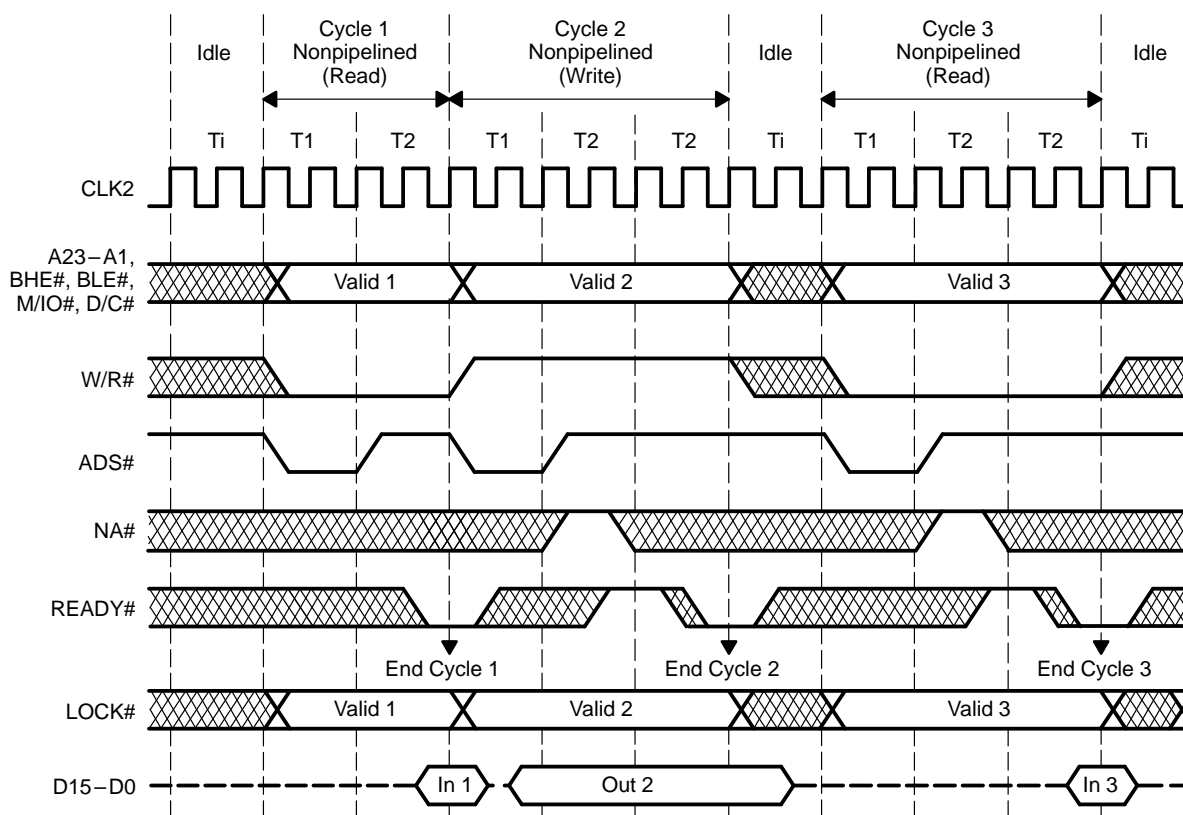 Idle
Cycle 1
Nonpipelined
(Read)
Cycle 2
Nonpipelined
(Write)
Idle
Cycle 3
Nonpipelined
(Read)
Idle
Ti T1 T2 T1 T2 T2 Ti T1 T2 T2 Ti
CLK2
A23–A1,
BHE#, BLE#,
M/IO#, D/C#
Valid 1 Valid 2 Valid 3
W/R#
ADS#
NA#
READY#
End Cycle 1 End Cycle 2 End Cycle 3
LOCK# Valid 1 Valid 2 Valid 3
D15–D0 In 1 Out 2 In 3